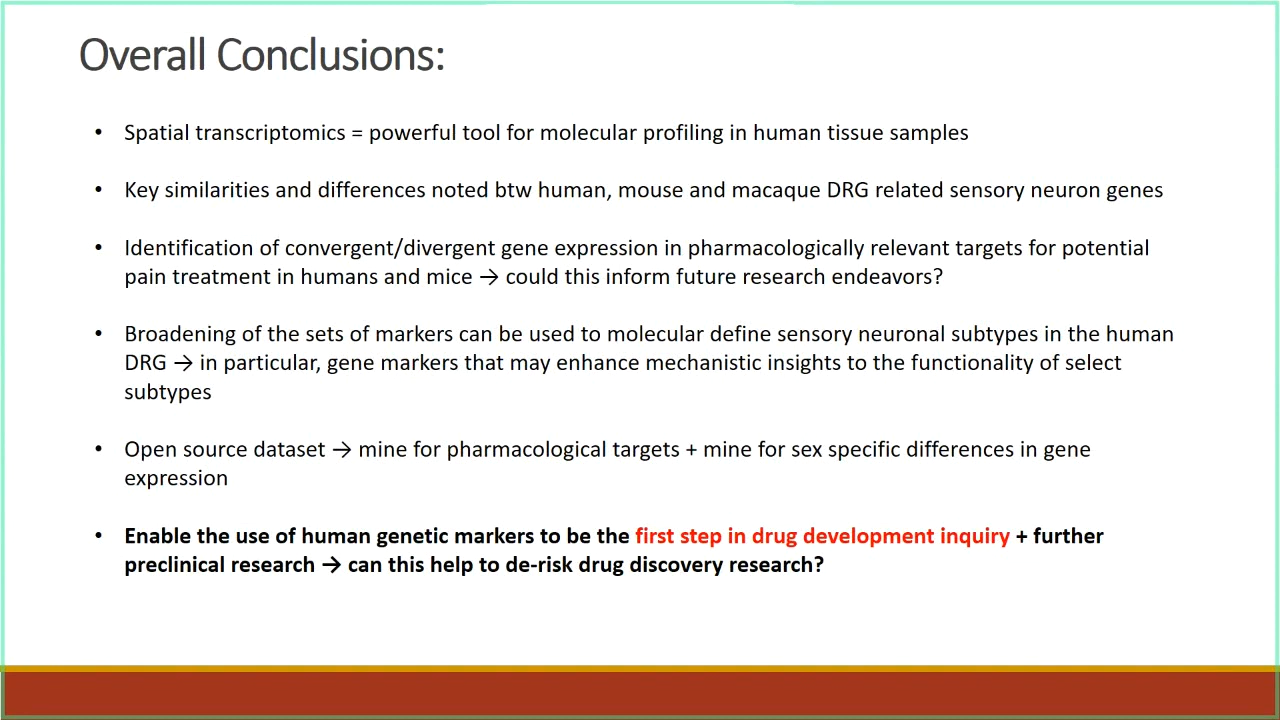 Overall Conclusions:
• Spatial transcriptomics = powerful tool for molecular profiling in human tissue samples
• Key similarities and differences noted btw human, mouse and macaque DRG related sensory neuron genes
• Identification of convergent/divergent gene expression in pharmacologically relevant targets for potential
pain treatment in humans and mice → could this inform future research endeavors?
• Broadening of the sets of markers can be used to molecular define sensory neuronal subtypes in the human
DRG → in particular, gene markers that may enhance mechanistic insights to the functionality of select
subtypes
• Open source dataset → mine for pharmacological targets + mine for sex specific differences in gene
expression
• Enable the use of human genetic markers to be the first step in drug development inquiry + further
preclinical research → can this help to de-risk drug discovery research?